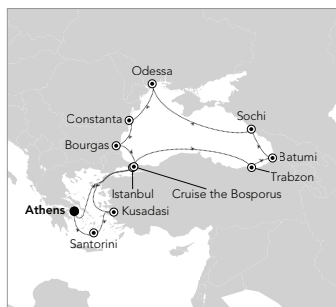 Odessa
Sochi
Constanta
Bourgas
Batumi
Trabzon
Istanbul
Cruise the Bosporus
Athens
Kusadasi
Santorini